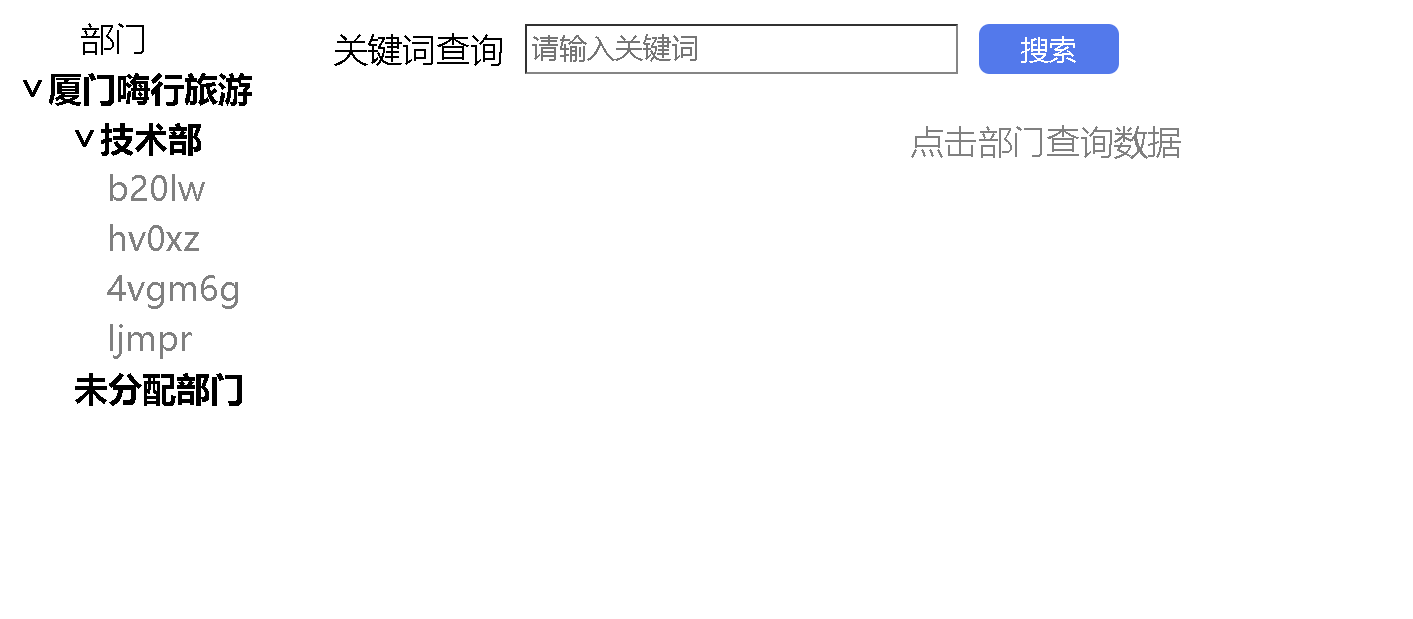 部门
厦门嗨行旅游
技术部
b20lw
hv0xz
4vgm6g
ljmpr
未分配部门
关键词查询 请输入关键词 搜索
点击部门查询数据